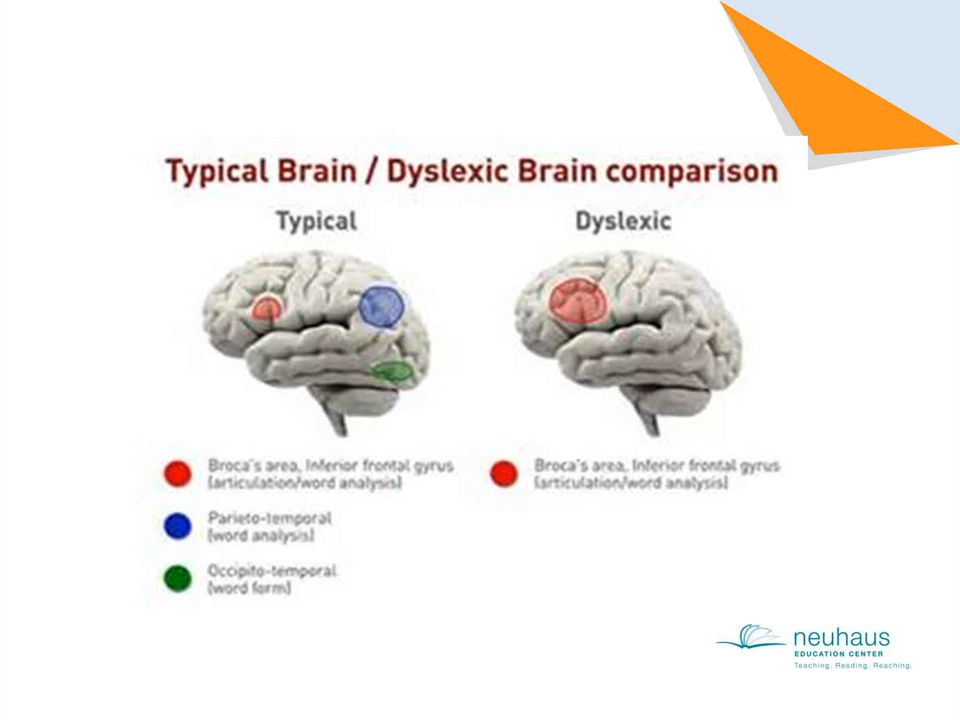 Typical Brain / Dyslexic Brain comparison
Typical
Dyslexic
Broca's area, Inferior frontal gyrus
(articulation/word analysis)
Parieto-temporal
(word analysis)
Occipito-temporal
(word form)
Broca's area, Inferior frontal gyrus
(articulation/word analysis)
neuhaus
EDUCATION CENTER
Teaching. Reading. Reaching.